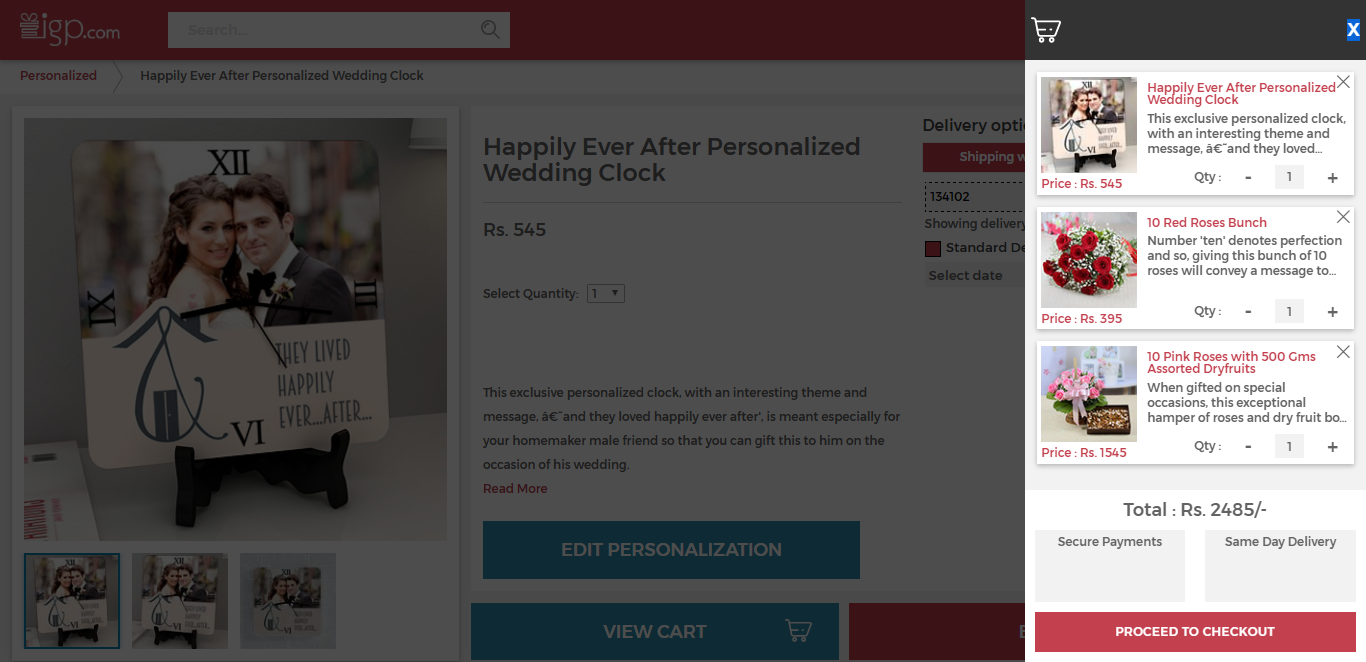 igp.com
Search...
X
Personalized
Happily Ever After Personalized Wedding Clock
XII
III
VI
IX
THEY LIVED
HAPPILY
EVER...AFTER...
Happily Ever After Personalized
Wedding Clock
Rs. 545
Select Quantity:
1
This exclusive personalized clock, with an interesting theme and
message, â€˜and they loved happily ever after', is meant especially for
your homemaker male friend so that you can gift this to him on the
occasion of his wedding.
Read More
EDIT PERSONALIZATION
VIEW CART
Delivery opti
Shipping w
134102
Showing delivery
Standard De
Select date
Happily Ever After Personalized
Wedding Clock
This exclusive personalized clock,
with an interesting theme and
message, â€˜and they loved...
Price : Rs. 545
Qty : - 1 +
10 Red Roses Bunch
Number 'ten' denotes perfection
and so, giving this bunch of 10
roses will convey a message to...
Price : Rs. 395
Qty : - 1 +
10 Pink Roses with 500 Gms
Assorted Dryfruits
When gifted on special
occasions, this exceptional
hamper of roses and dry fruit bo...
Price : Rs. 1545
Qty : - 1 +
Total : Rs. 2485/-
Secure Payments
Same Day Delivery
PROCEED TO CHECKOUT